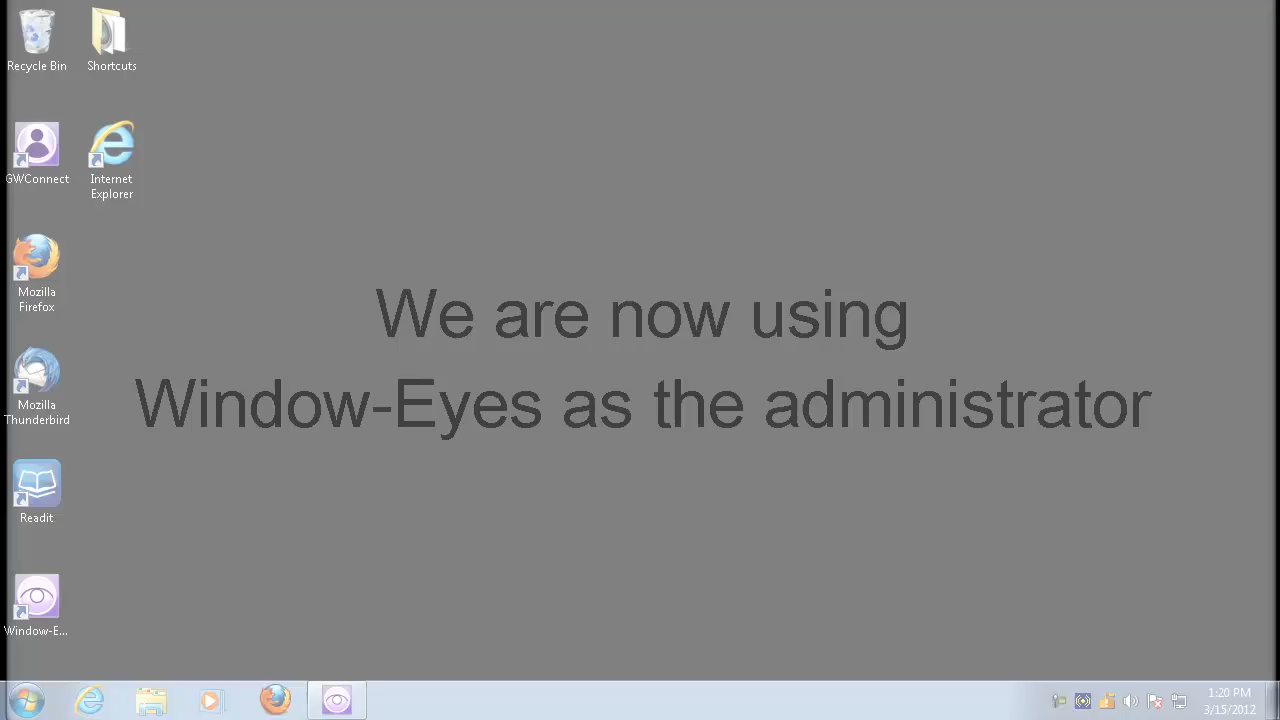 Recycle Bin
Shortcuts
GWConnect
Internet
Explorer
Mozilla
Firefox
We are now using
Window-Eyes as the administrator
Mozilla
Thunderbird
Readit
Window-E...
1:20 PM
3/15/2012